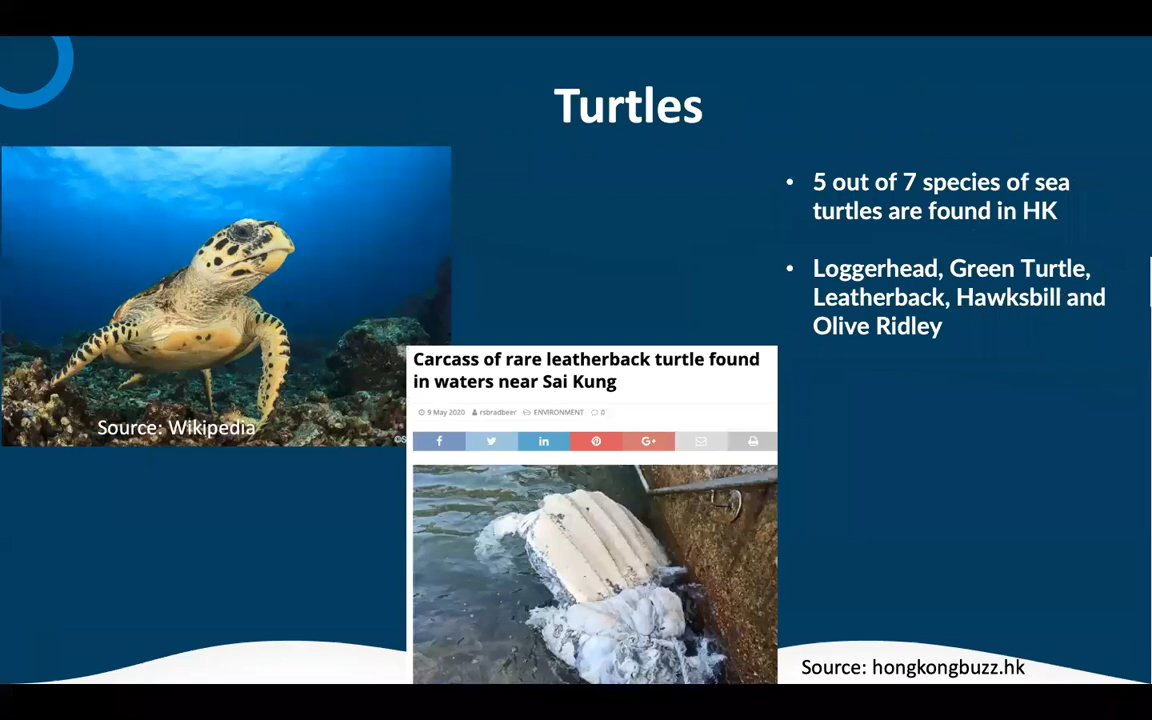 Turtles
• 5 out of 7 species of sea
turtles are found in HK
• Loggerhead, Green Turtle,
Leatherback, Hawksbill and
Olive Ridley
Source: Wikipedia
Carcass of rare leatherback turtle found
in waters near Sai Kung
9 May 2020 rsbradbeer ENVIRONMENT 0
f in G+
Source: hongkongbuzz.hk